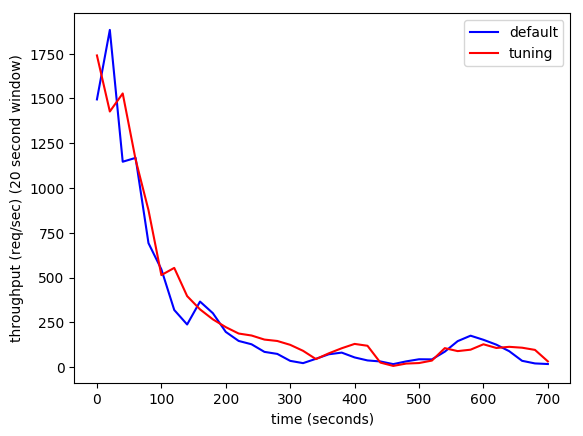 default
tuning
throughput (req/sec) (20 second window)
1750
1500
1250
1000
750
500
250
0
0 100 200 300 400 500 600 700
time (seconds)